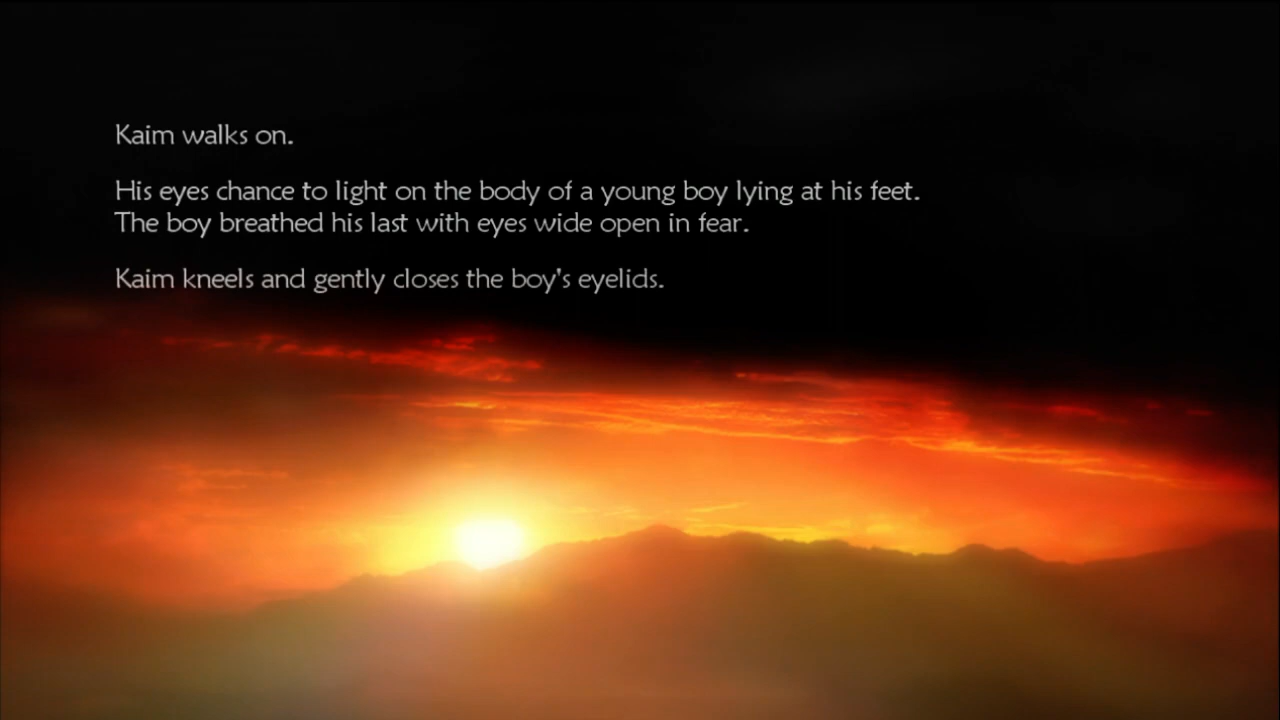 Kaim walks on.
His eyes chance to light on the body of a young boy lying at his feet.
The boy breathed his last with eyes wide open in fear.
Kaim kneels and gently closes the boy's eyelids.